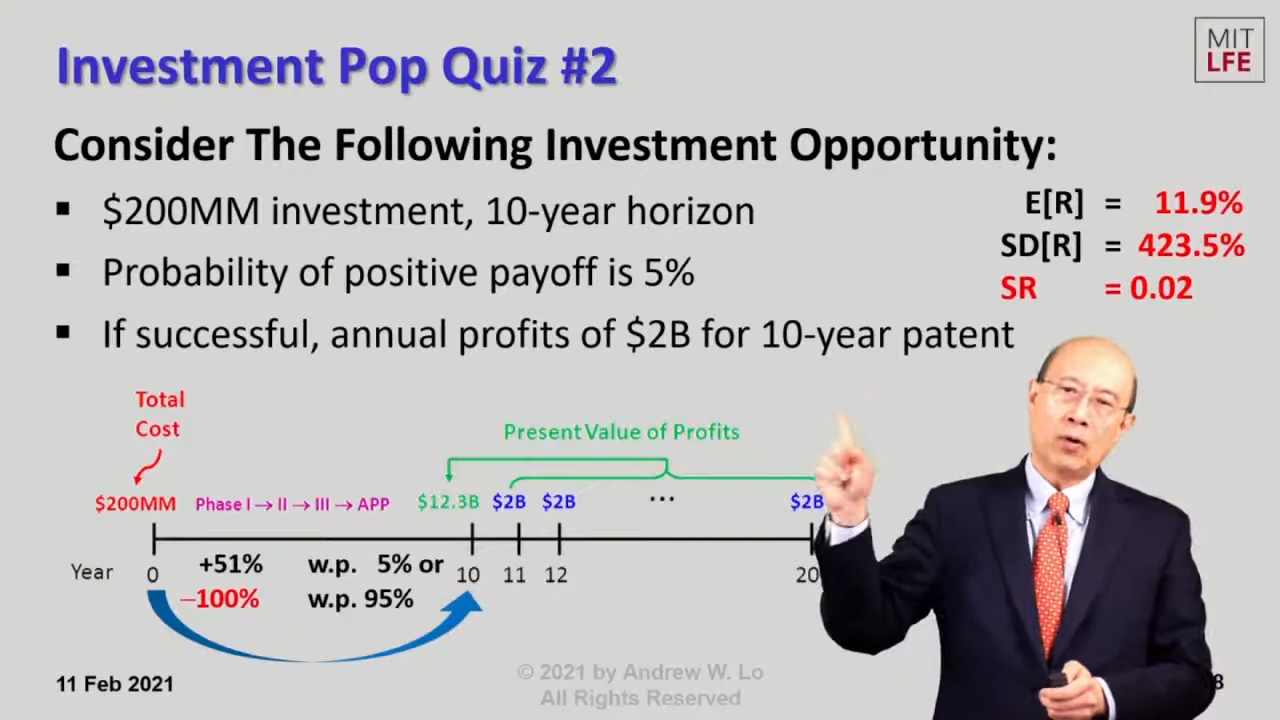 Investment Pop Quiz #2
MIT
LFE
Consider The Following Investment Opportunity:
▪ $200MM investment, 10-year horizon
▪ Probability of positive payoff is 5%
▪ If successful, annual profits of $2B for 10-year patent
E[R] = 11.9%
SD[R] = 423.5%
SR = 0.02
Total
Cost
Present Value of Profits
$200MM Phase I → II → III → APP $12.3B $2B $2B ... $2B
+51% w.p. 5% or
Year 0 10 11 12 20
−100% w.p. 95%
11 Feb 2021
© 2021 by Andrew W. Lo
All Rights Reserved
8